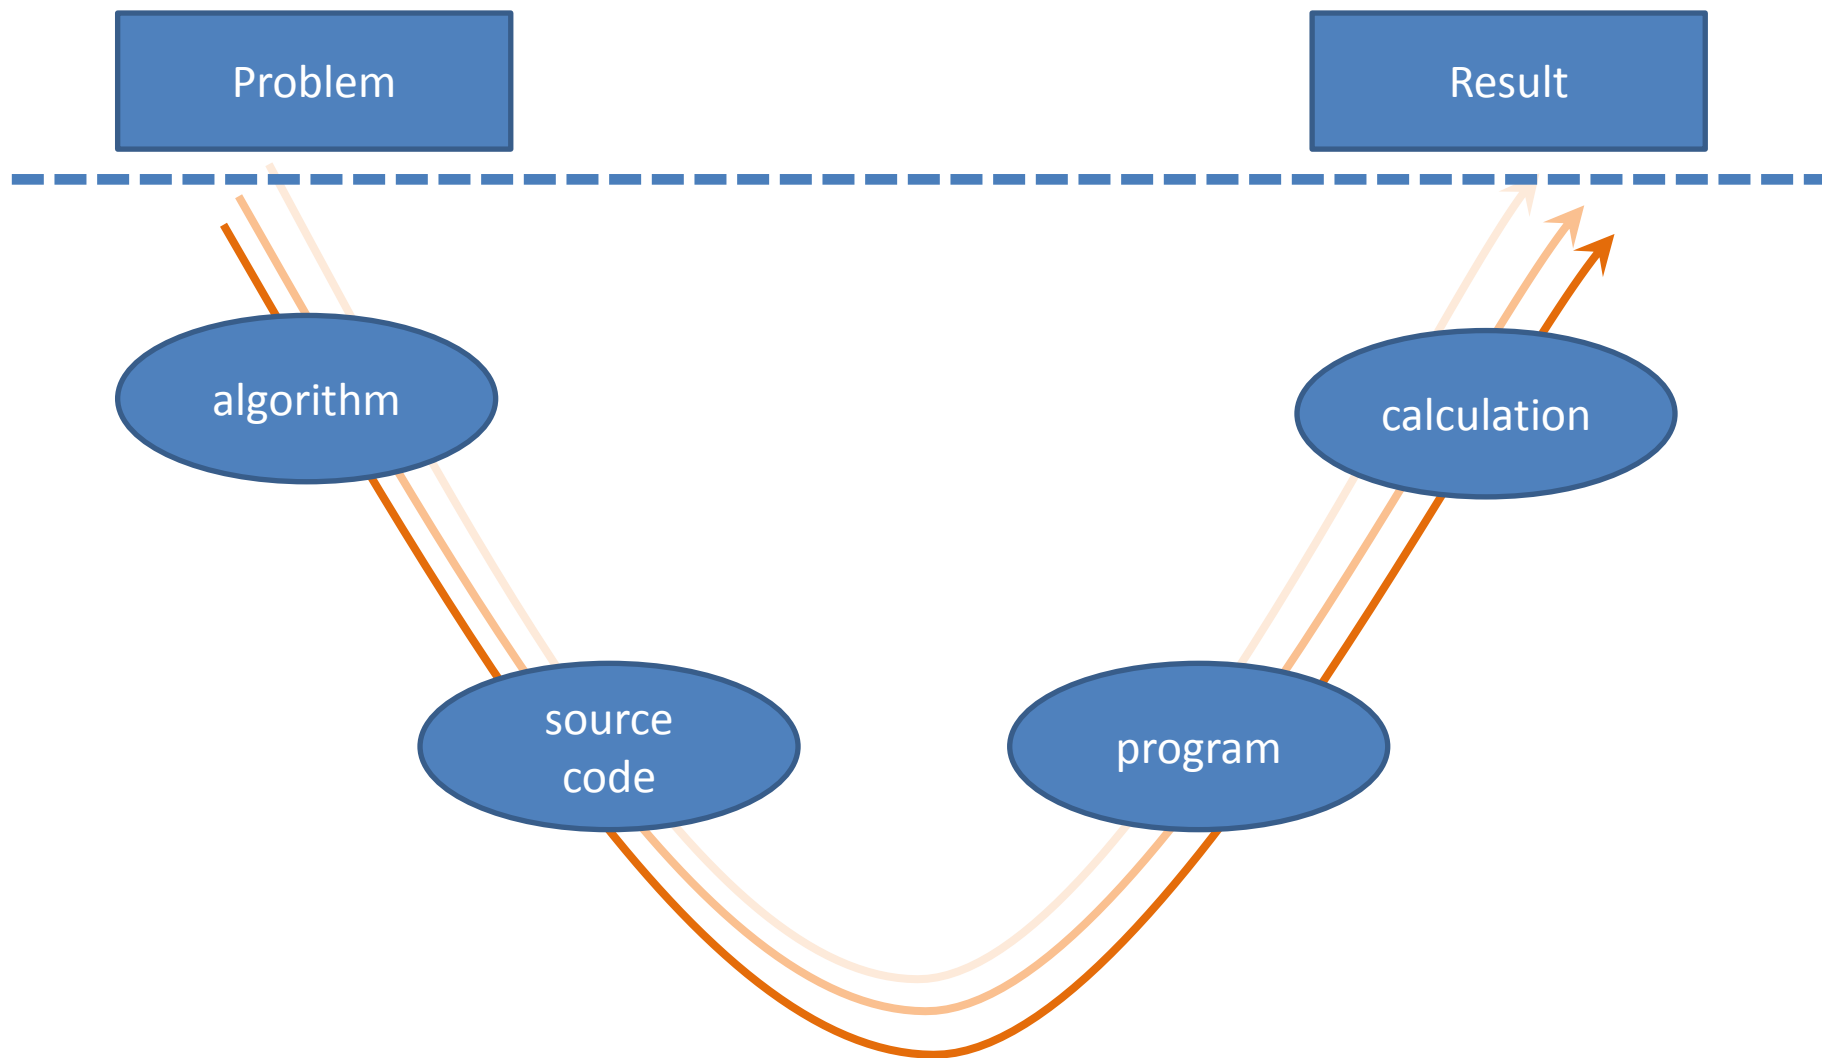 Problem
Result
algorithm
calculation
source
code
program